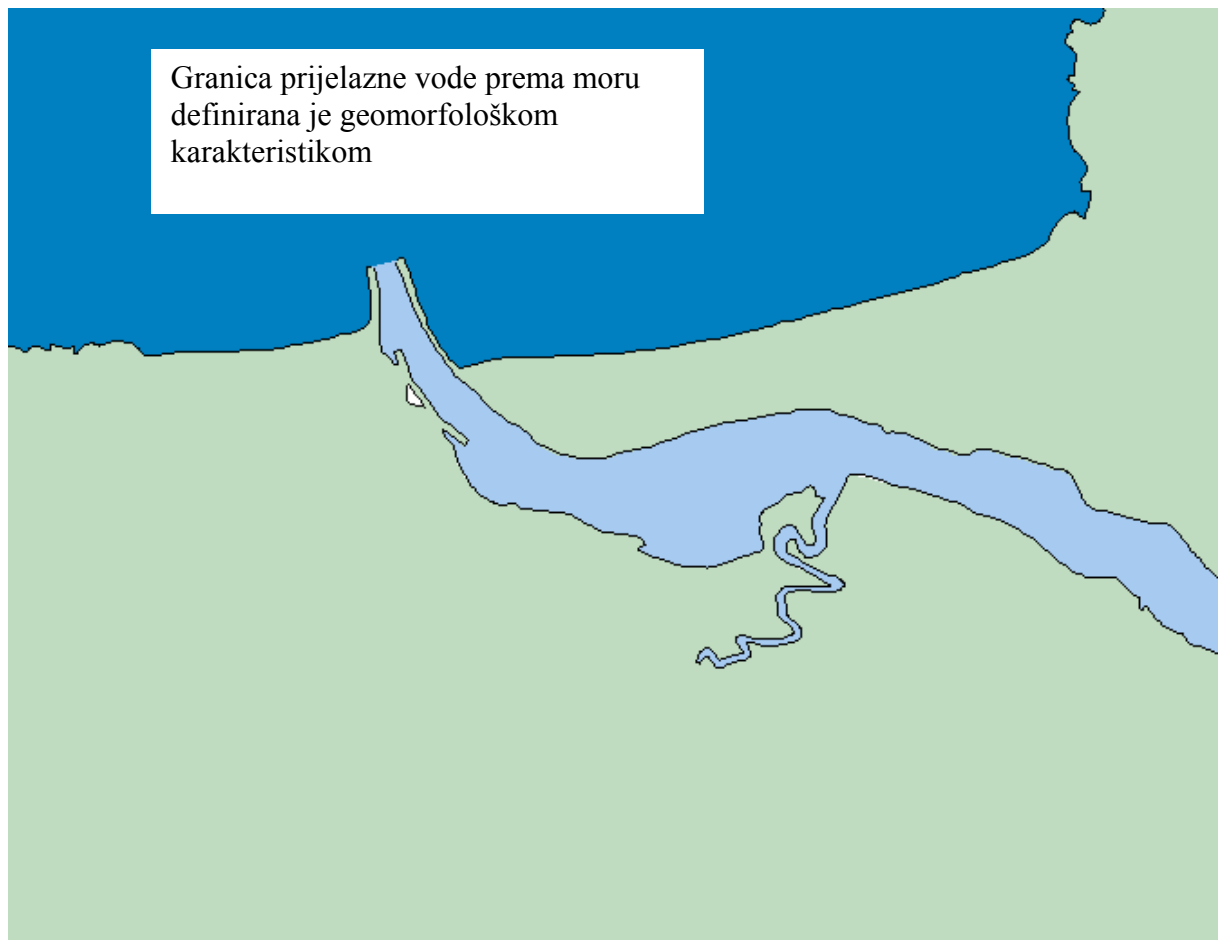 Granica prijelazne vode prema moru
definirana je geomorfološkom
karakteristikom